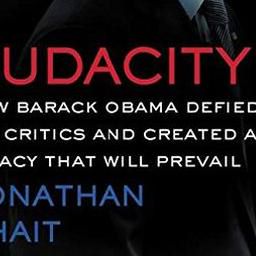 UDACITY
W BARACK OBAMA DEFIED
CRITICS AND CREATED A
ACY THAT WILL PREVAIL
ONATHAN
HAIT